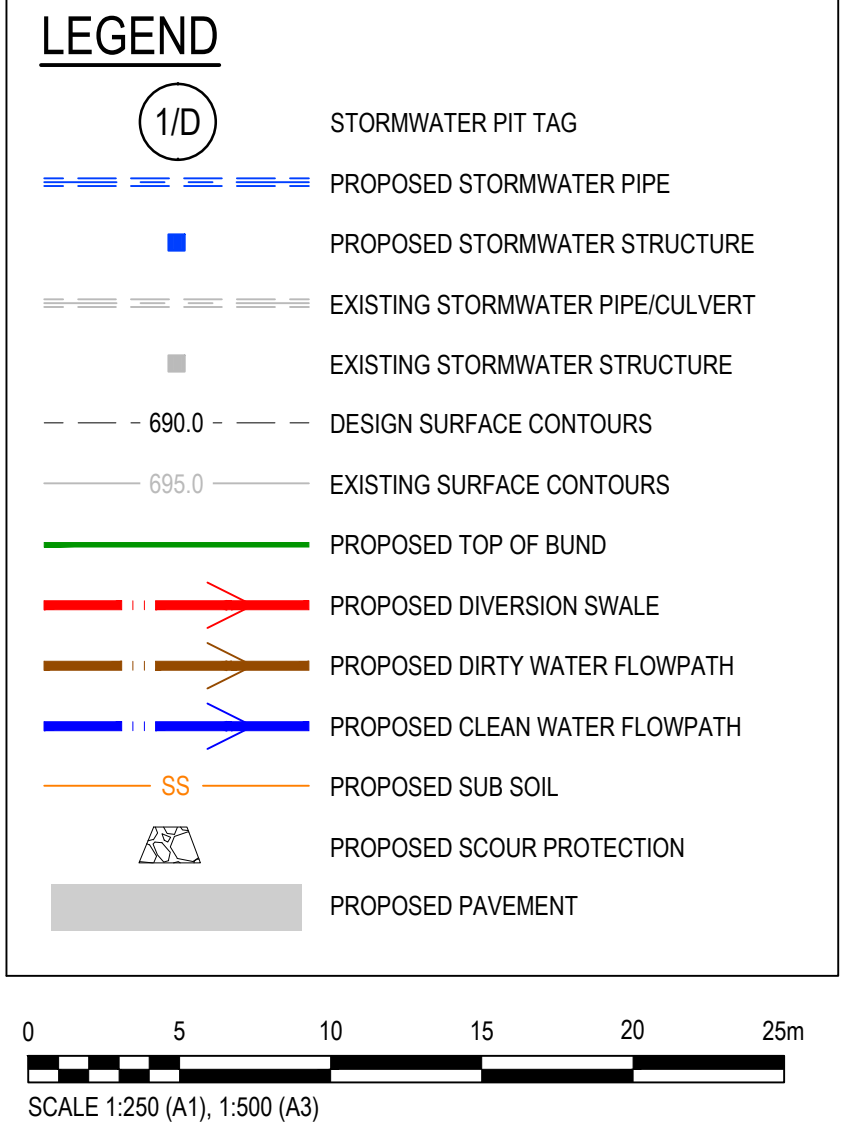 LEGEND
1/D STORMWATER PIT TAG
PROPOSED STORMWATER PIPE
PROPOSED STORMWATER STRUCTURE
EXISTING STORMWATER PIPE/CULVERT
EXISTING STORMWATER STRUCTURE
690.0 DESIGN SURFACE CONTOURS
695.0 EXISTING SURFACE CONTOURS
PROPOSED TOP OF BUND
PROPOSED DIVERSION SWALE
PROPOSED DIRTY WATER FLOWPATH
PROPOSED CLEAN WATER FLOWPATH
SS PROPOSED SUB SOIL
PROPOSED SCOUR PROTECTION
PROPOSED PAVEMENT
0 5 10 15 20 25m
SCALE 1:250 (A1), 1:500 (A3)